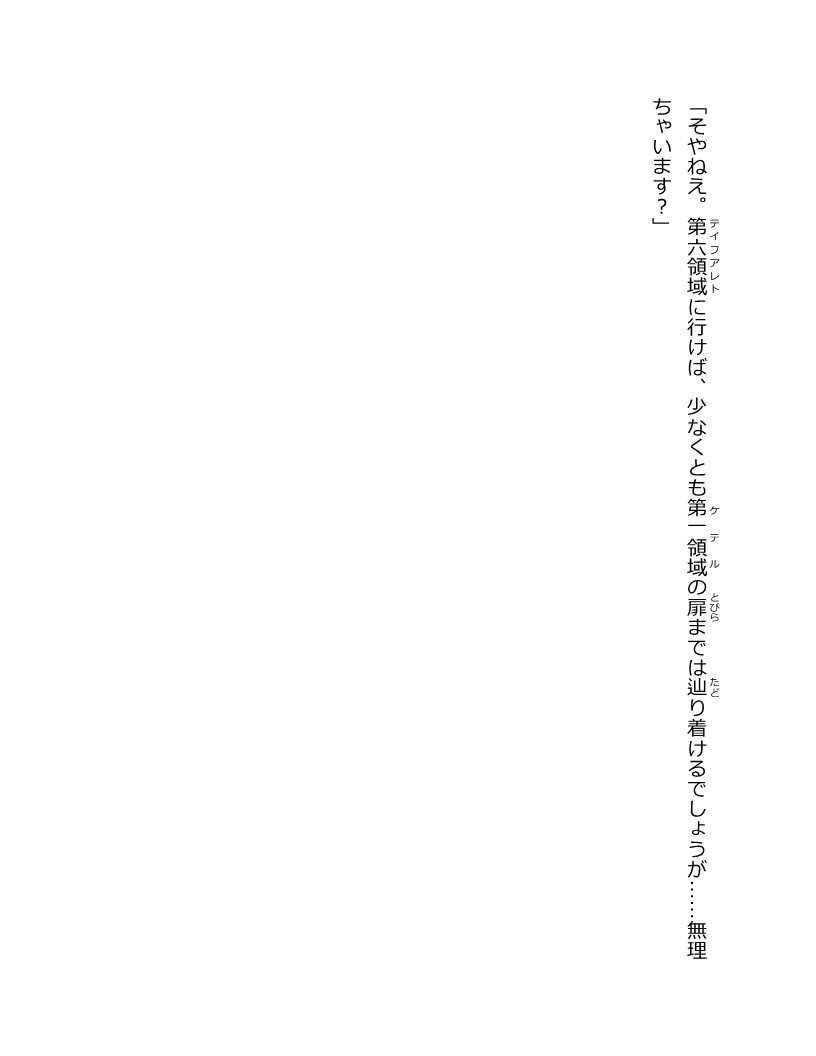 「そやねえ。第六領域に行けば、少なくとも第一領域の扉までは辿り着けるでしょうが……無理
ティファレト
ケテル
とびら
たど
ちゃいます？」